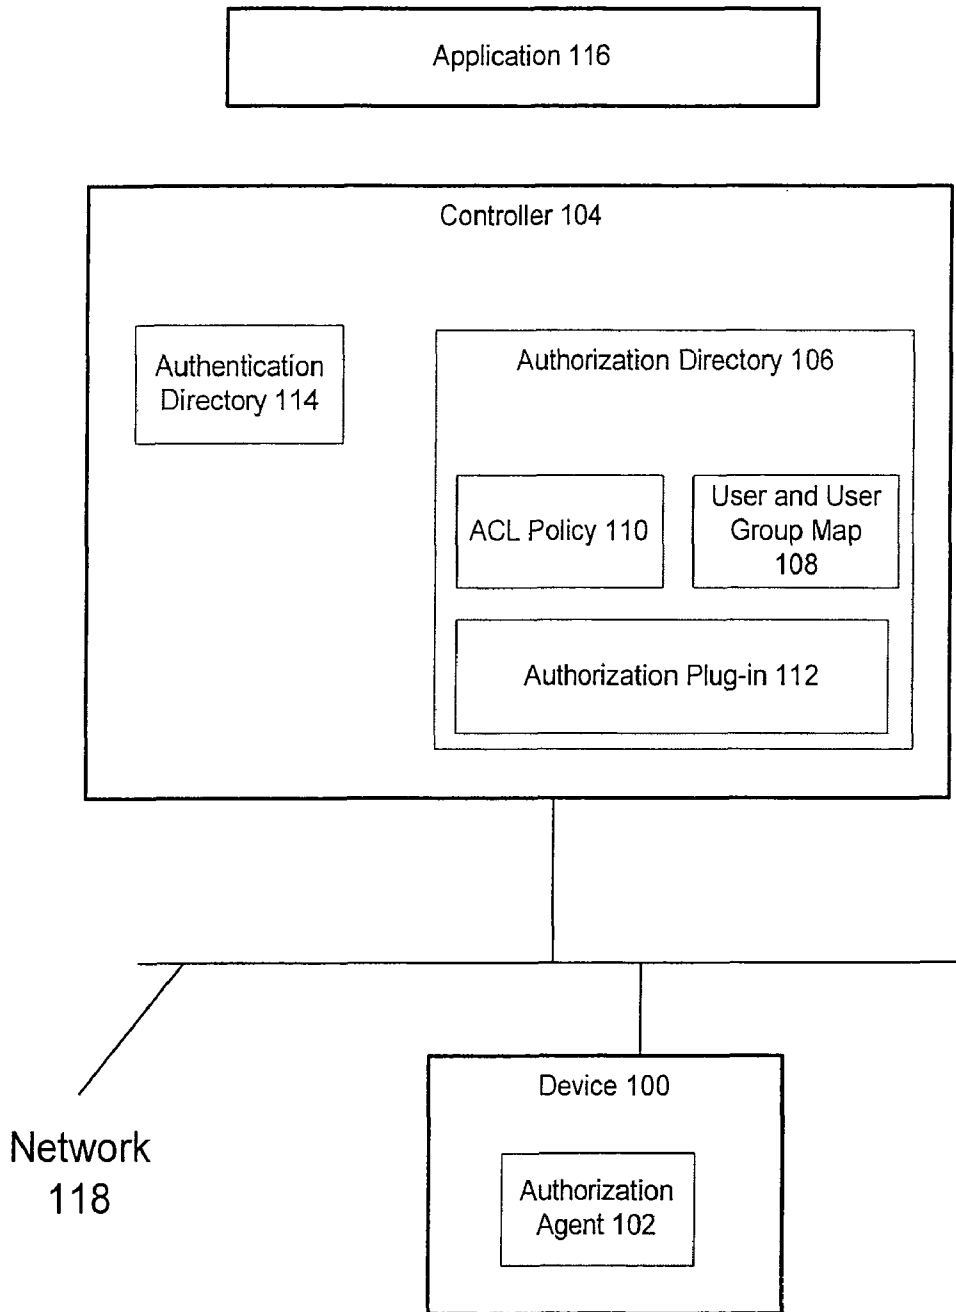 Application 116
Controller 104
Authentication
Directory 114
Authorization Directory 106
ACL Policy 110
User and User
Group Map
108
Authorization Plug-in 112
Device 100
Network
118
Authorization
Agent 102